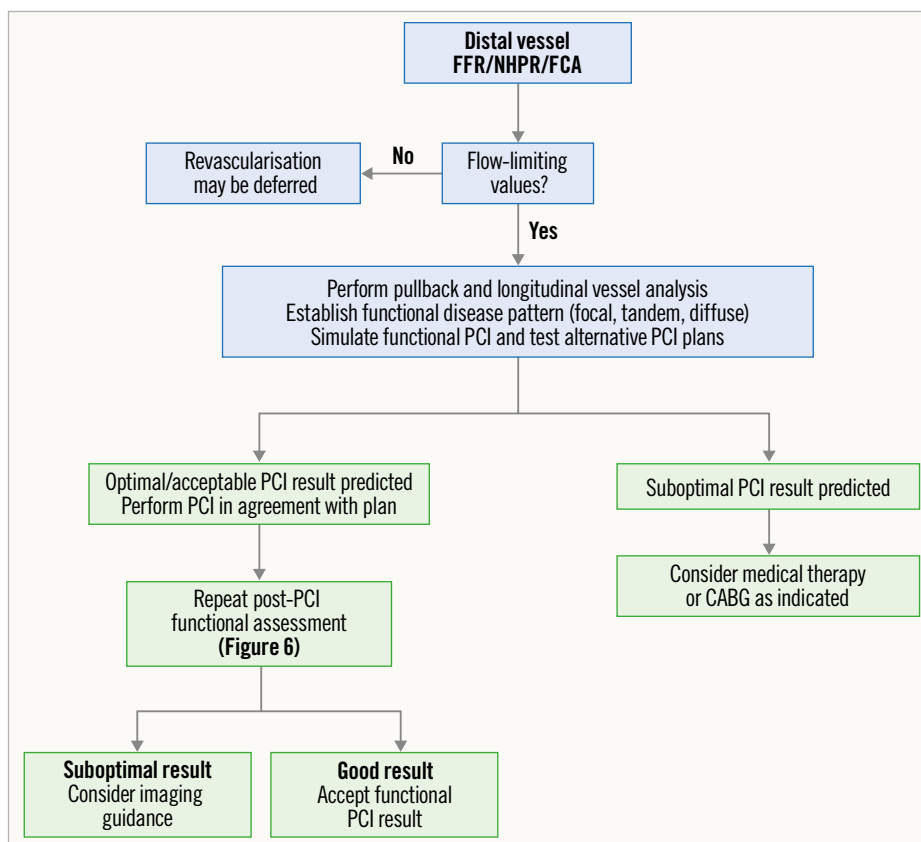 Distal vessel
FFR/NHPR/FCA
No
Revascularisation
may be deferred
Flow-limiting
values?
Yes
Perform pullback and longitudinal vessel analysis
Establish functional disease pattern (focal, tandem, diffuse)
Simulate functional PCI and test alternative PCI plans
Optimal/acceptable PCI result predicted
Perform PCI in agreement with plan
Suboptimal PCI result predicted
Repeat post-PCI
functional assessment
(Figure 6)
Consider medical therapy
or CABG as indicated
Suboptimal result
Consider imaging
guidance
Good result
Accept functional
PCI result